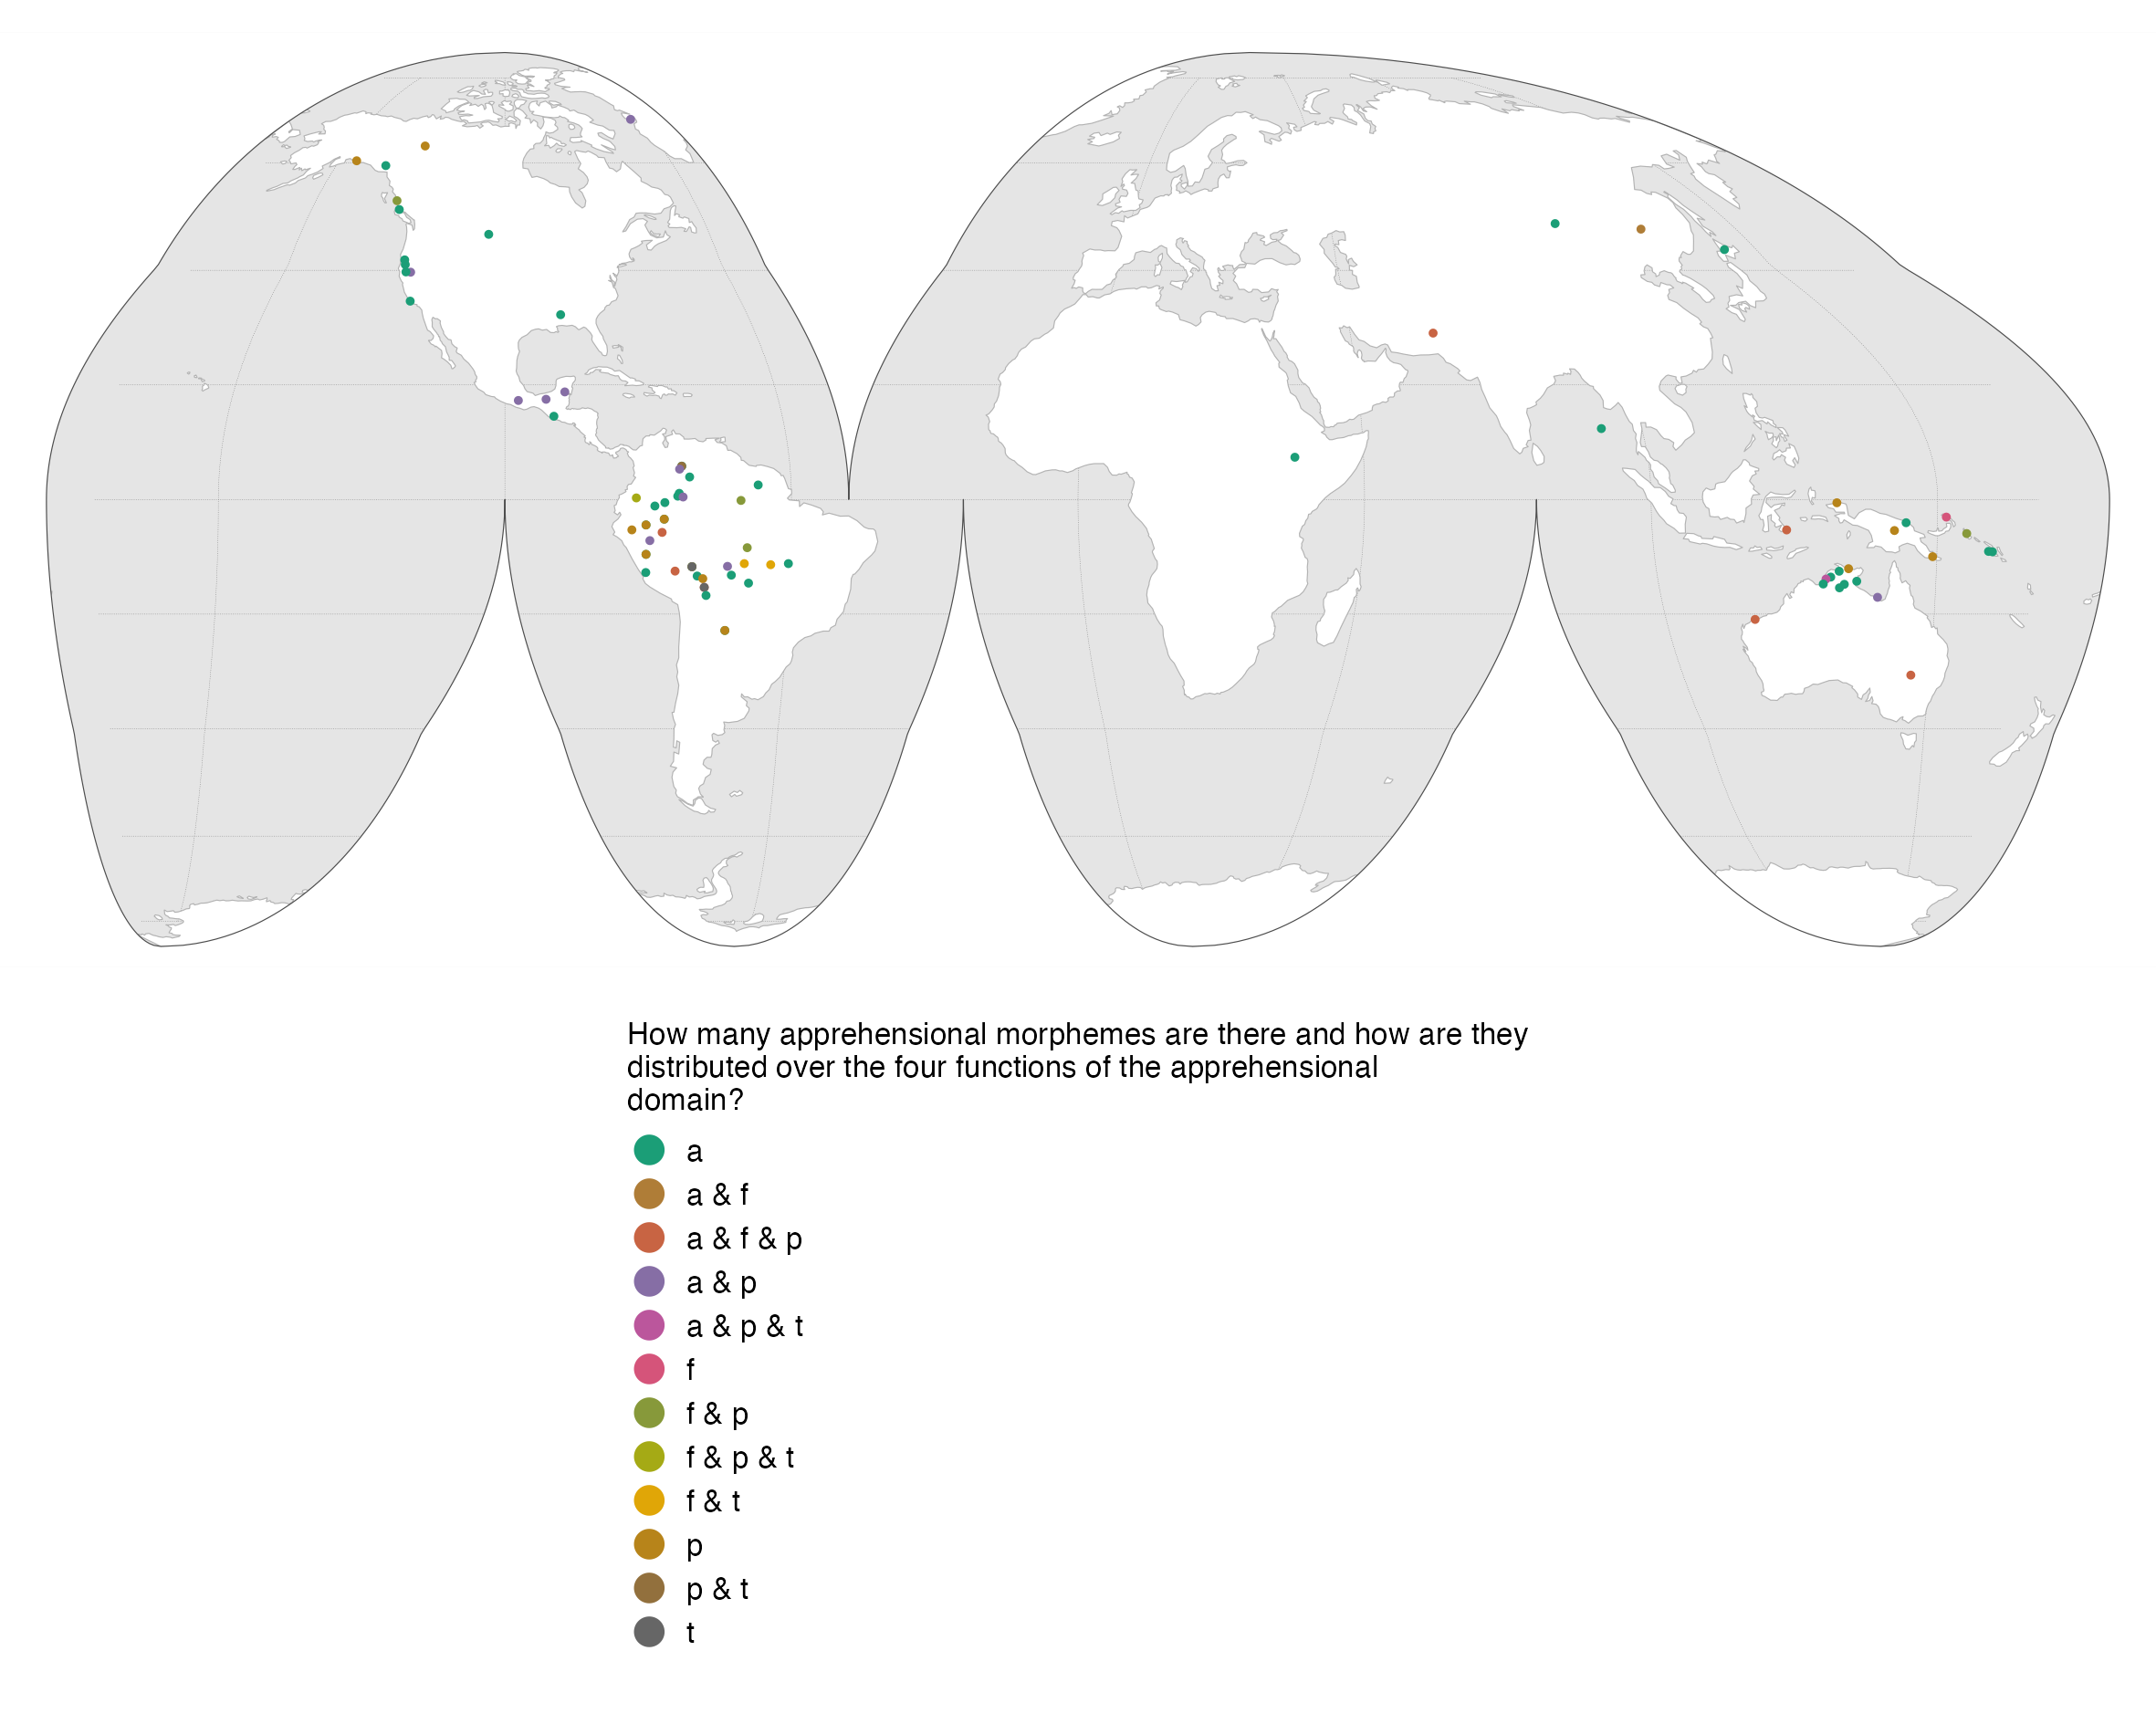 How many apprehensional morphemes are there and how are they
distributed over the four functions of the apprehensional
domain?
a
a & f
a & f & p
a & p
a & p & t
f
f & p
f & p & t
f & t
p
p & t
t